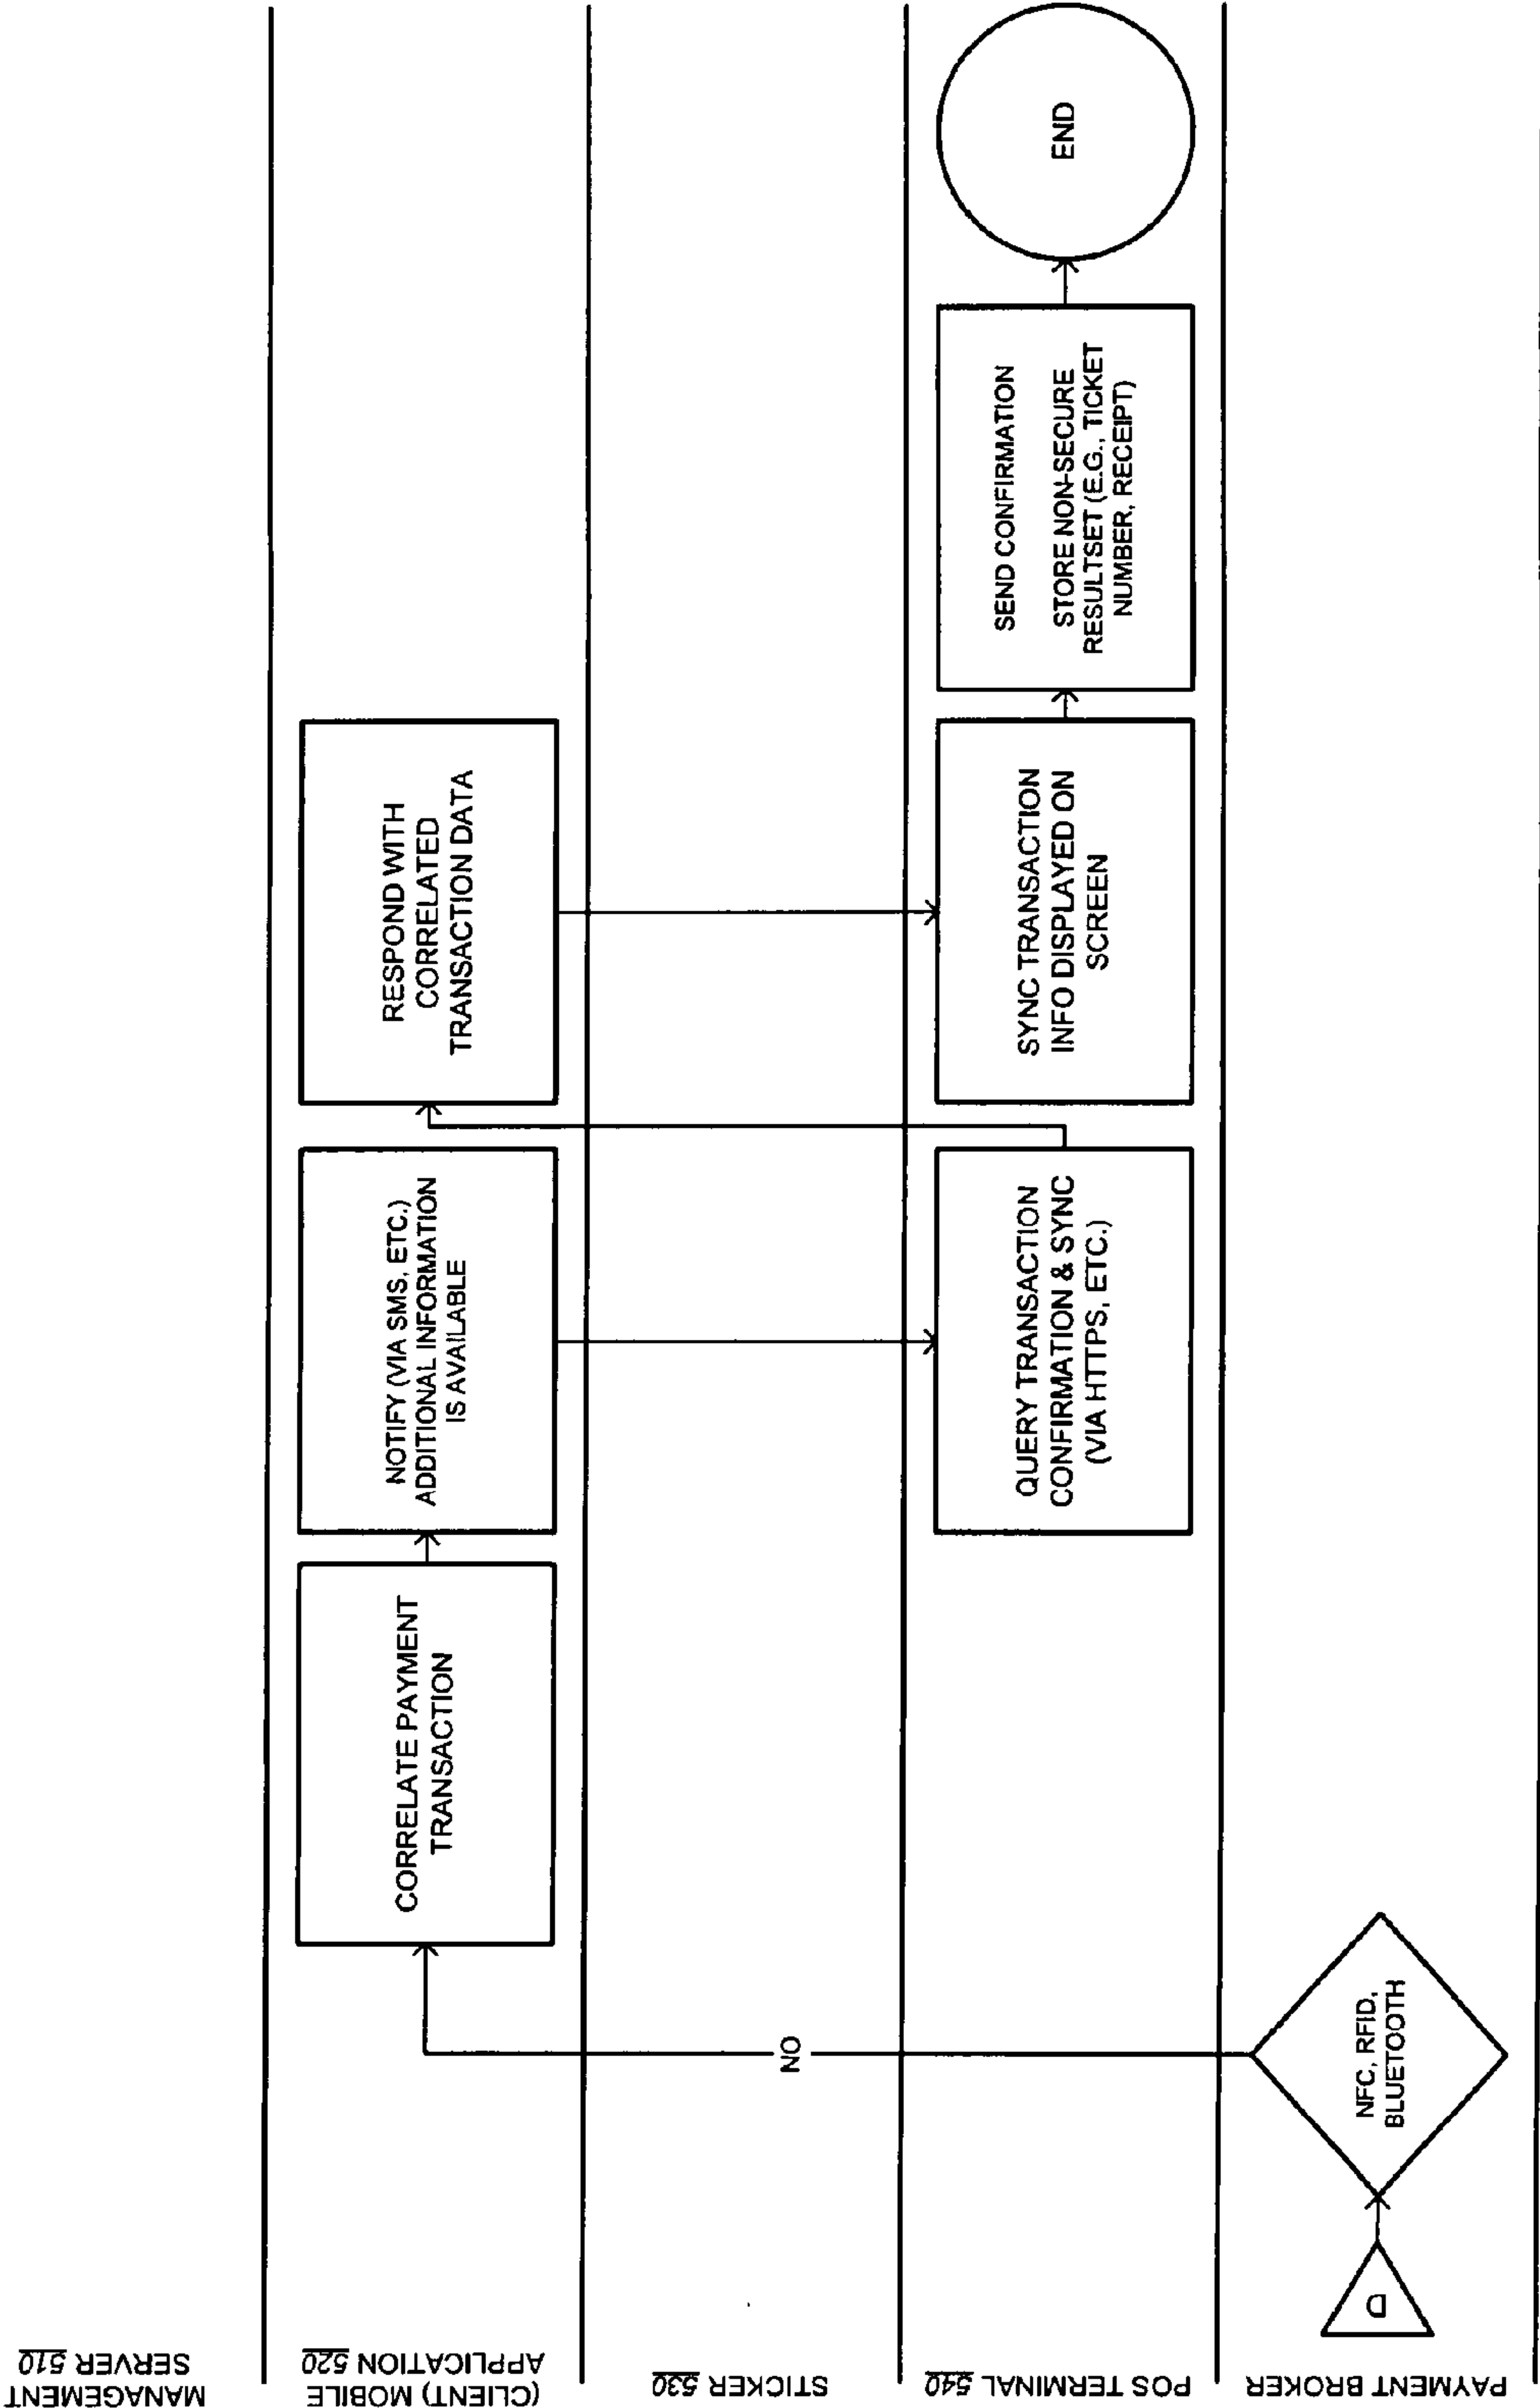 MANAGEMENT
SERVER 510
(CLIENT) MOBILE
APPLICATION 520
STICKER 530
POS TERMINAL 540
PAYMENT BROKER
D
NFC, RFID,
BLUETOOTH
NO
CORRELATE PAYMENT
TRANSACTION
NOTIFY (VIA SMS, ETC.)
ADDITIONAL INFORMATION
IS AVAILABLE
QUERY TRANSACTION
CONFIRMATION & SYNC
(VIA HTTPS, ETC.)
RESPOND WITH
CORRELATED
TRANSACTION DATA
SYNC TRANSACTION
INFO DISPLAYED ON
SCREEN
SEND CONFIRMATION
STORE NON-SECURE
RESULTSET (E.G., TICKET
NUMBER, RECEIPT)
END